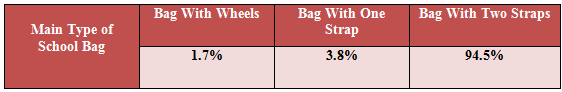 Main Type of
School Bag
Bag With Wheels
Bag With One
Strap
Bag With Two Straps
1.7%
3.8%
94.5%